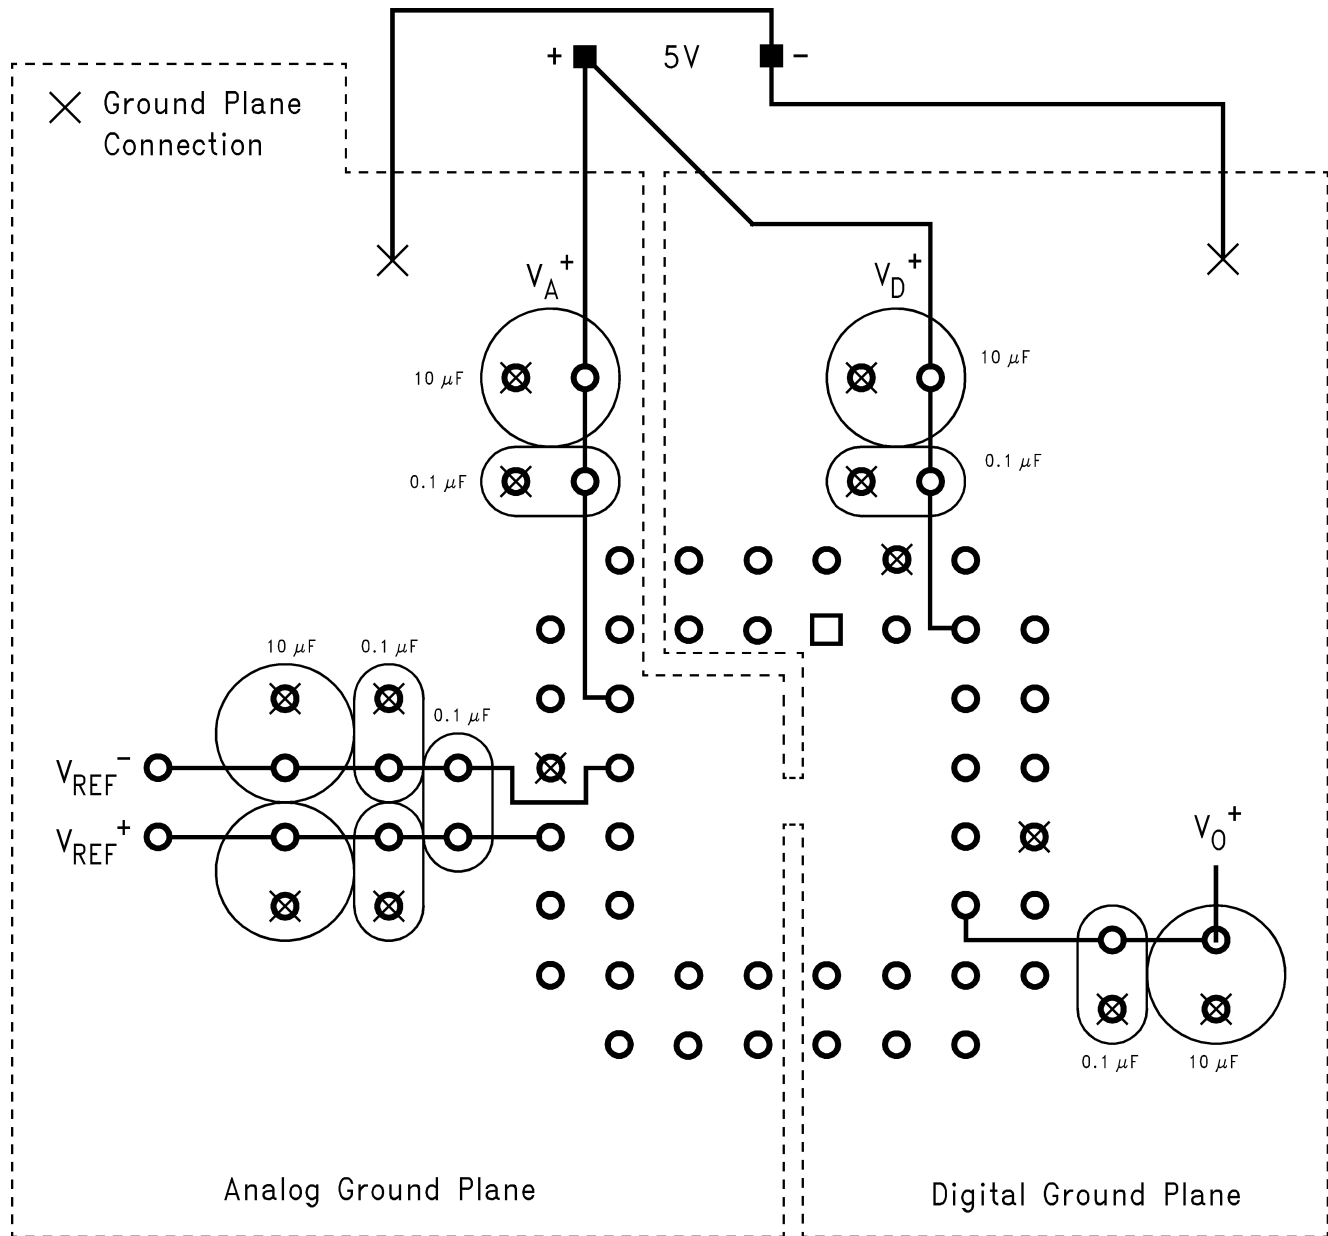 + 5V −
Ground Plane
Connection
VA+
VD+
10 μF
10 μF
0.1 μF
0.1 μF
10 μF
0.1 μF
0.1 μF
VREF−
VREF+
VO+
0.1 μF
10 μF
Analog Ground Plane
Digital Ground Plane